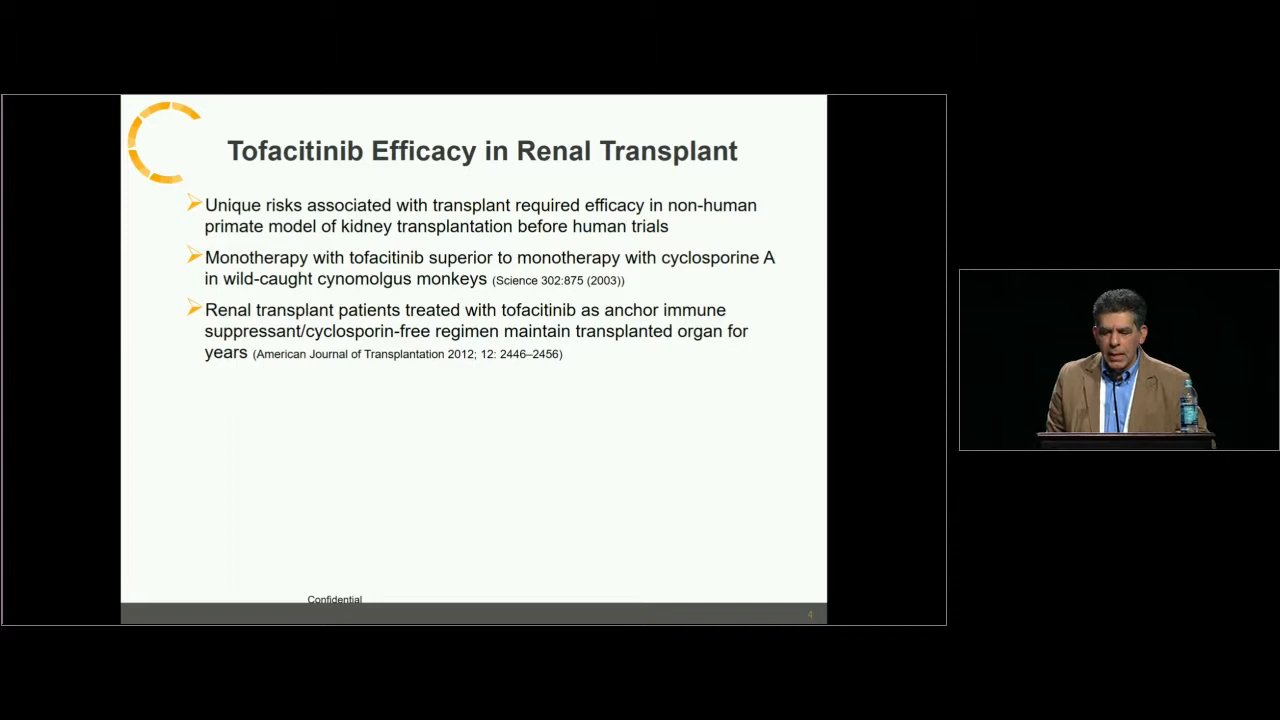 Tofacitinib Efficacy in Renal Transplant
Unique risks associated with transplant required efficacy in non-human
primate model of kidney transplantation before human trials
Monotherapy with tofacitinib superior to monotherapy with cyclosporine A
in wild-caught cynomolgus monkeys (Science 302:875 (2003))
Renal transplant patients treated with tofacitinib as anchor immune
suppressant/cyclosporin-free regimen maintain transplanted organ for
years (American Journal of Transplantation 2012; 12: 2446–2456)
Confidential
4